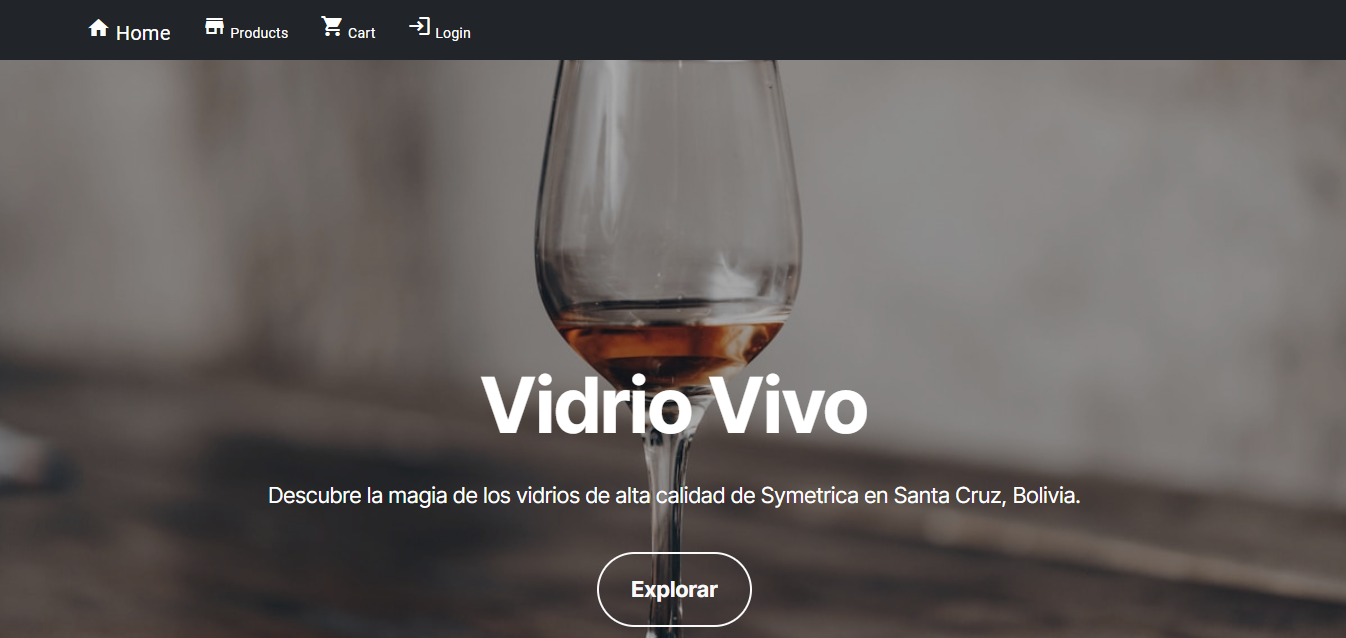 Home Products Cart Login
Vidrio Vivo
Descubre la magia de los vidrios de alta calidad de Symetrica en Santa Cruz, Bolivia.
Explorar